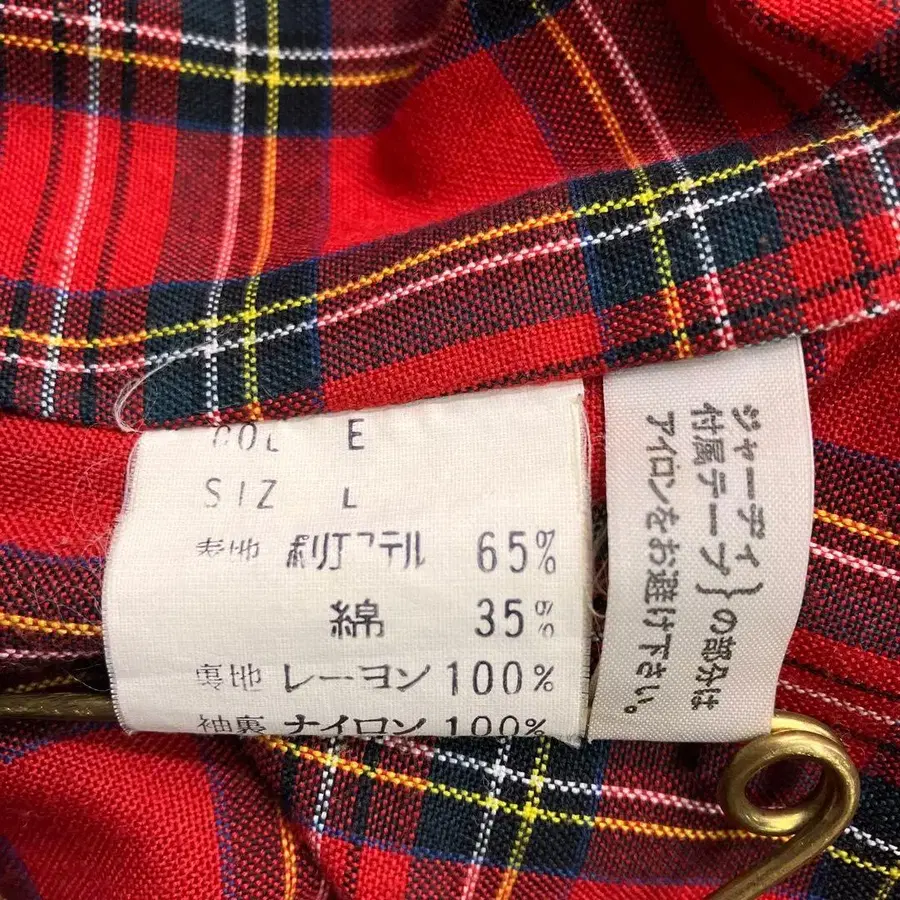 COL E
SIZ L
表地 ポリエステル 65%
綿 35%
裏地 レーヨン 100%
袖裏 ナイロン 100%
ジャーディ
付属テープ}の部分は
アイロンをお避け下さい。